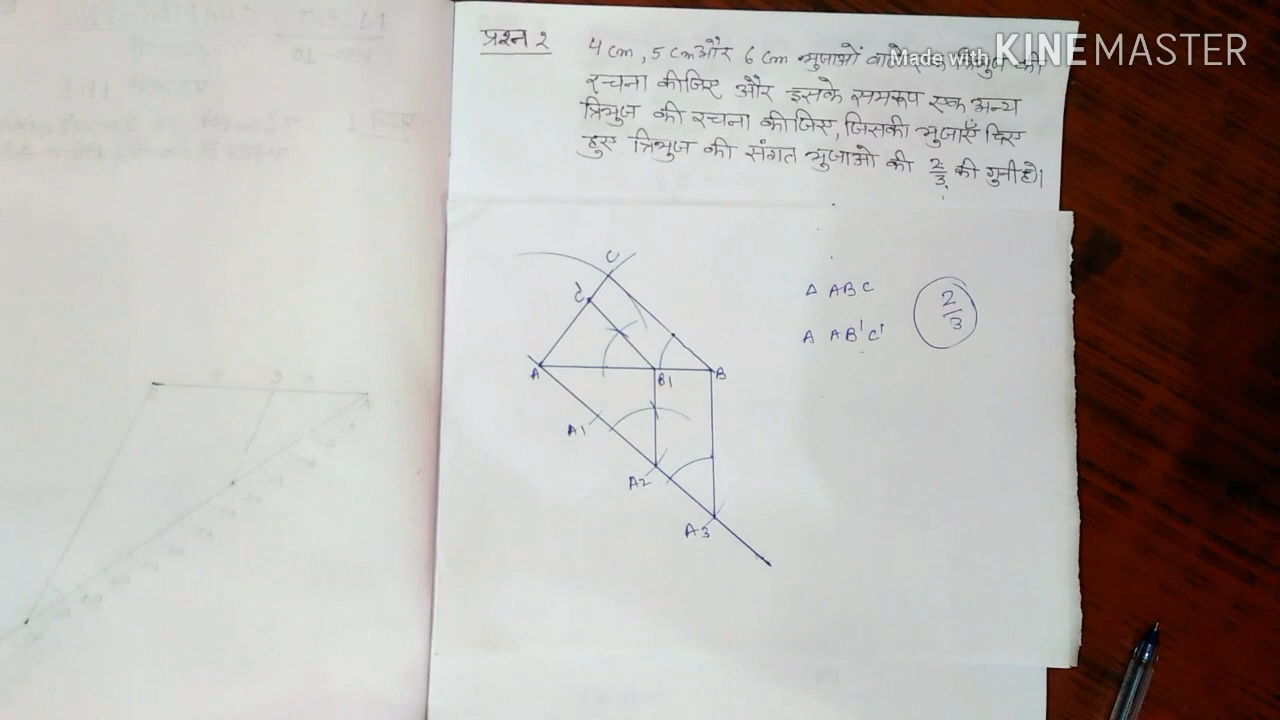 प्रश्न २
4 cm, 5 cm और 6 cm भुजाओं
Made with KINEMASTER
रचना कीजिए और इसके समरूप एक अन्य
त्रिभुज की रचना कीजिए, जिसकी भुजाएँ दिए
हुए त्रिभुज की संगत भुजाओ की 2/3 की गुनी हो।
C
C'
A
B1
B
A1
A2
A3
Δ ABC
Δ AB'C'
2/3